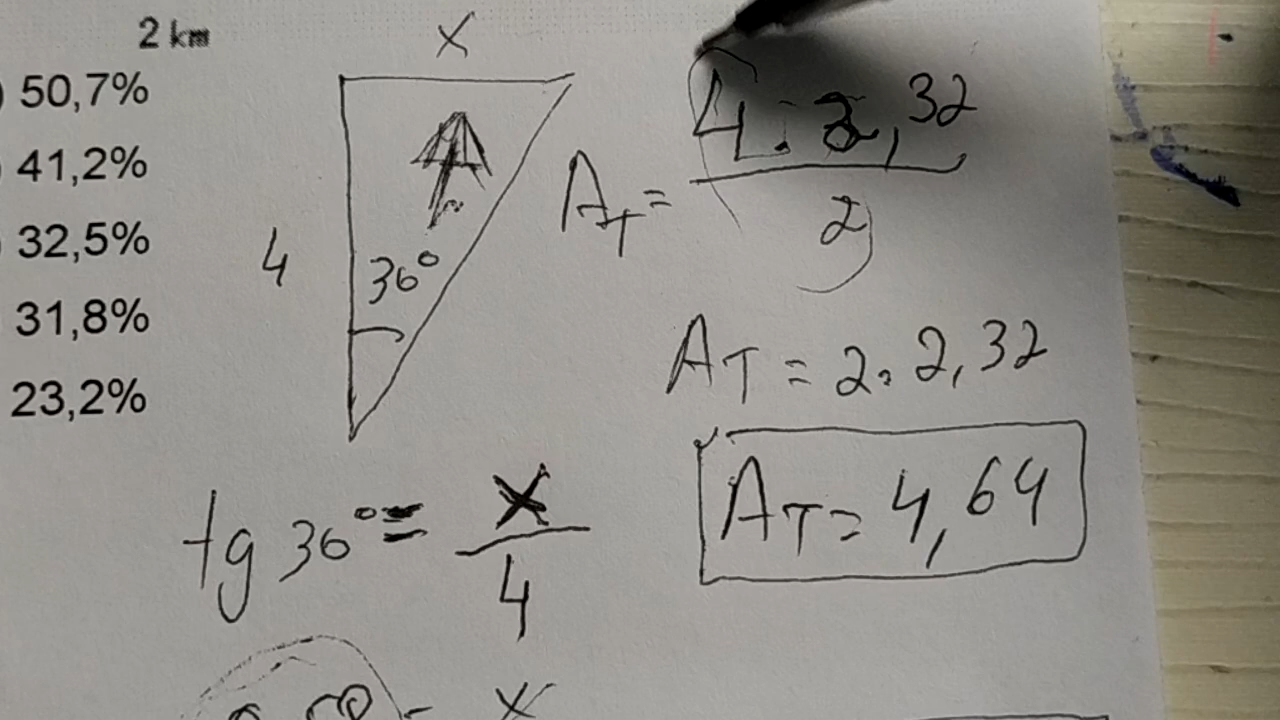 2 km
50,7%
41,2%
32,5%
31,8%
23,2%
x
4
36°
tg 36° = x/4
A_T = 4 . 2,32 / 2
A_T = 2 . 2,32
A_T = 4,64
x